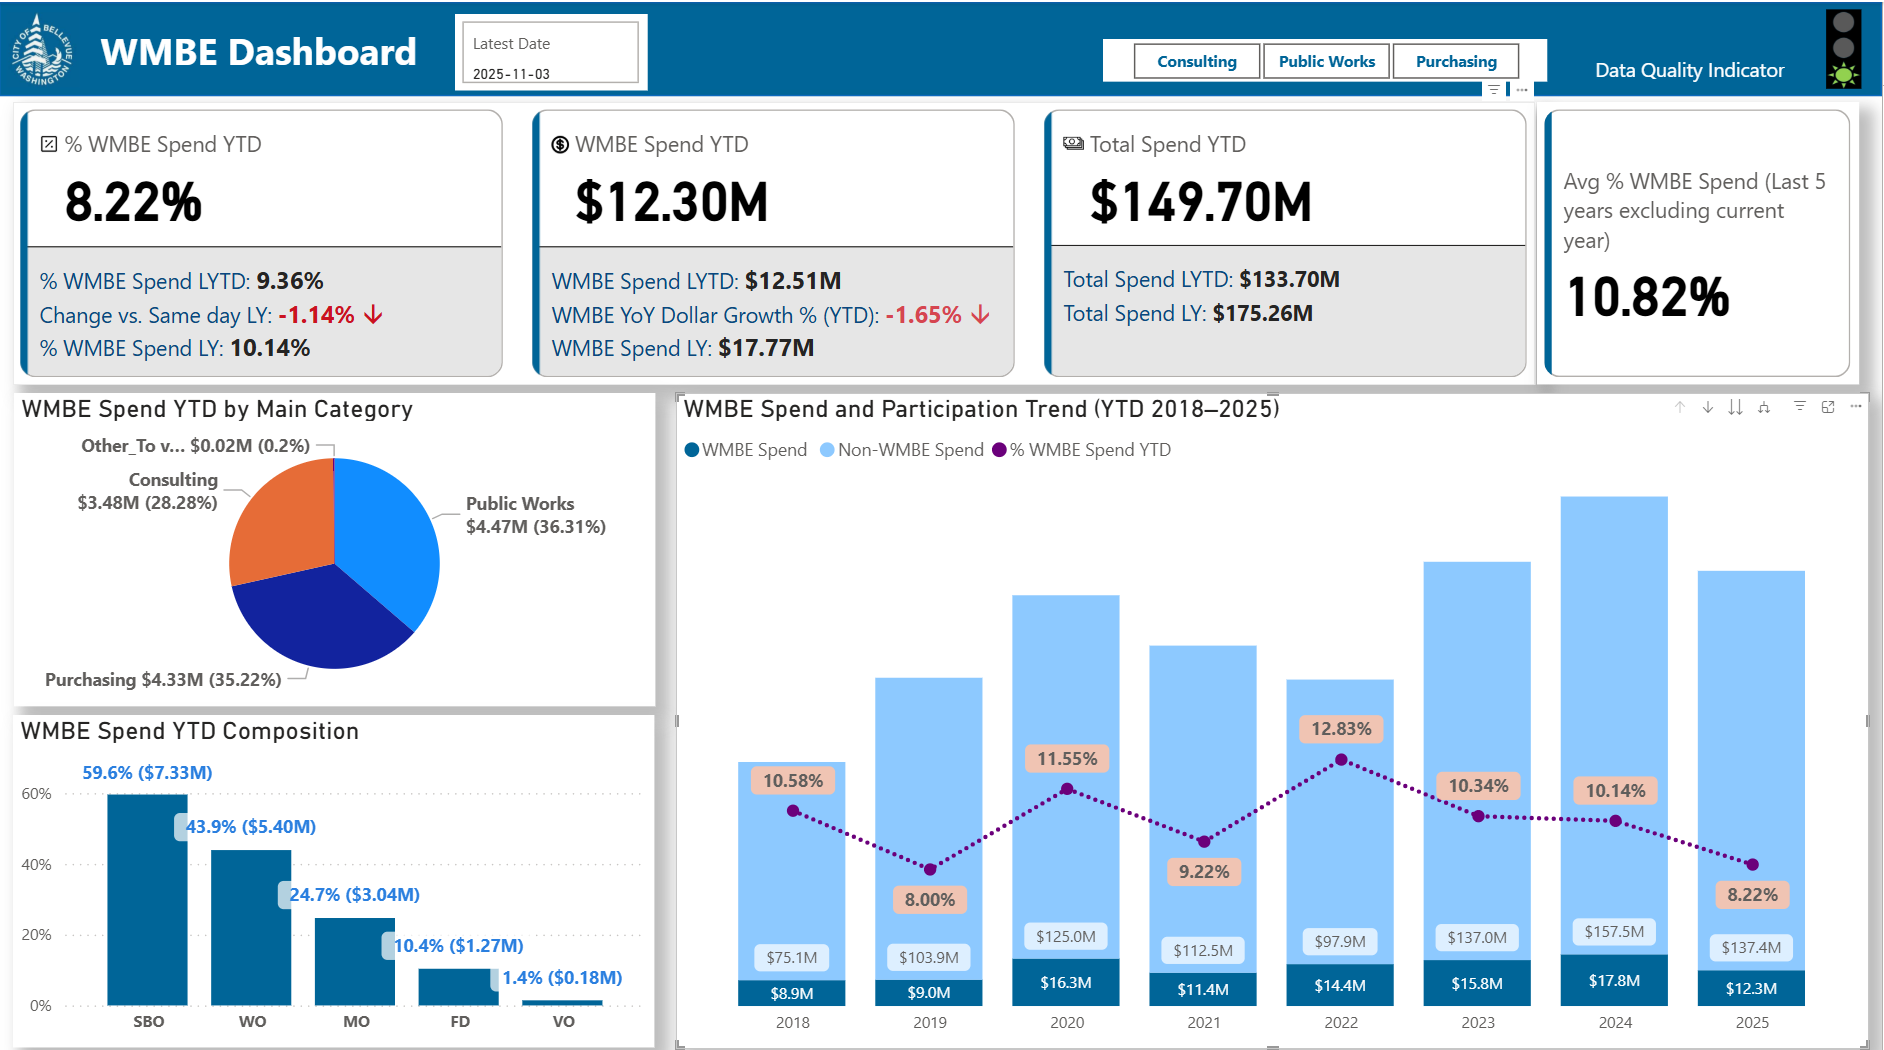 CITY OF BELLEVUE
WASHINGTON
WMBE Dashboard
Latest Date
2025-11-03
Consulting
Public Works
Purchasing
Data Quality Indicator
% WMBE Spend YTD
8.22%
% WMBE Spend LYTD: 9.36%
Change vs. Same day LY: -1.14%
% WMBE Spend LY: 10.14%
WMBE Spend YTD
$12.30M
WMBE Spend LYTD: $12.51M
WMBE YoY Dollar Growth % (YTD): -1.65%
WMBE Spend LY: $17.77M
Total Spend YTD
$149.70M
Total Spend LYTD: $133.70M
Total Spend LY: $175.26M
Avg % WMBE Spend (Last 5
years excluding current
year)
10.82%
WMBE Spend YTD by Main Category
Other_To v... $0.02M (0.2%)
Consulting
$3.48M (28.28%)
Public Works
$4.47M (36.31%)
Purchasing $4.33M (35.22%)
WMBE Spend YTD Composition
59.6% ($7.33M)
43.9% ($5.40M)
24.7% ($3.04M)
10.4% ($1.27M)
1.4% ($0.18M)
60%
40%
20%
0%
SBO WO MO FD VO
WMBE Spend and Participation Trend (YTD 2018–2025)
WMBE Spend Non-WMBE Spend % WMBE Spend YTD
10.58% 8.00% 11.55% 9.22% 12.83% 10.34% 10.14% 8.22%
$75.1M $103.9M $125.0M $112.5M $97.9M $137.0M $157.5M $137.4M
$8.9M $9.0M $16.3M $11.4M $14.4M $15.8M $17.8M $12.3M
2018 2019 2020 2021 2022 2023 2024 2025